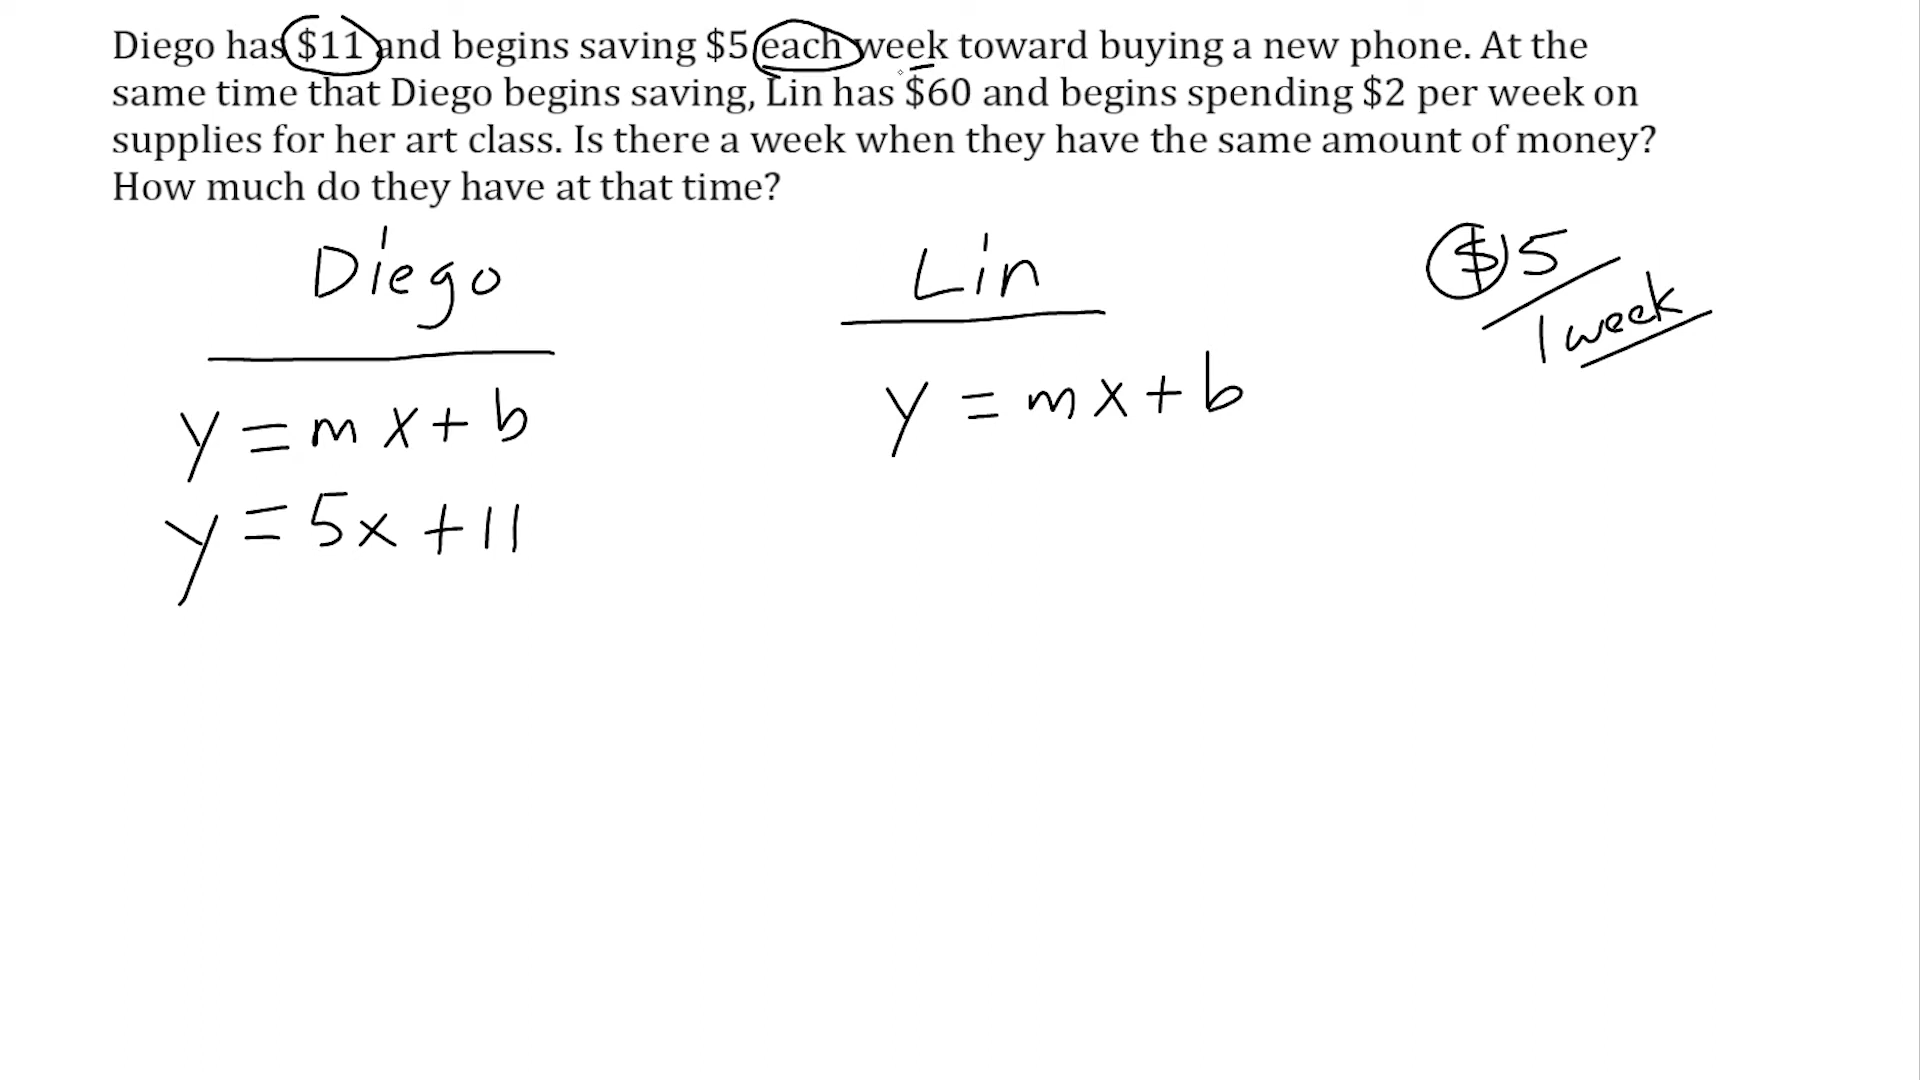 Diego has $11 and begins saving $5 each week toward buying a new phone. At the
same time that Diego begins saving, Lin has $60 and begins spending $2 per week on
supplies for her art class. Is there a week when they have the same amount of money?
How much do they have at that time?
Diego
y = mx + b
y = 5x + 11
Lin
y = mx + b
$5
1 week